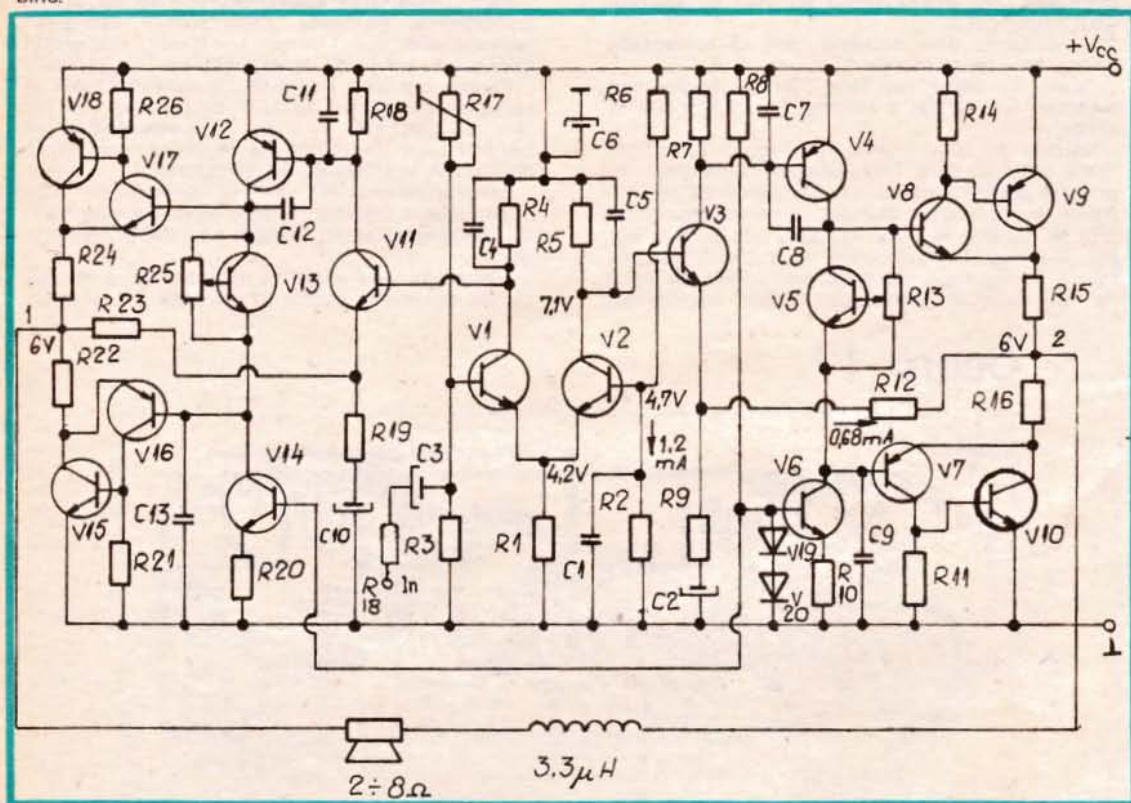 +Vcc
V18
R26
C11
V12
R18
R17
C6
R6
R7
R8
C7
V4
R14
V17
V8
V9
C12
R4
C5
V3
R24
R25
V13
V11
C4
R5
C8
V5
R13
R15
1
6V
R23
V1
7,1V
V2
6V
2
R22
4,7V
R12
R16
R19
C3
4,2V
1,2
mA
0,68mA
V16
V14
V6
V7
V15
C13
C10
R3
R1
C1
R2
R9
V19
C9
V10
R21
R20
R
18
In
C2
V
20
R
10
R11
2÷8Ω
3.3μH